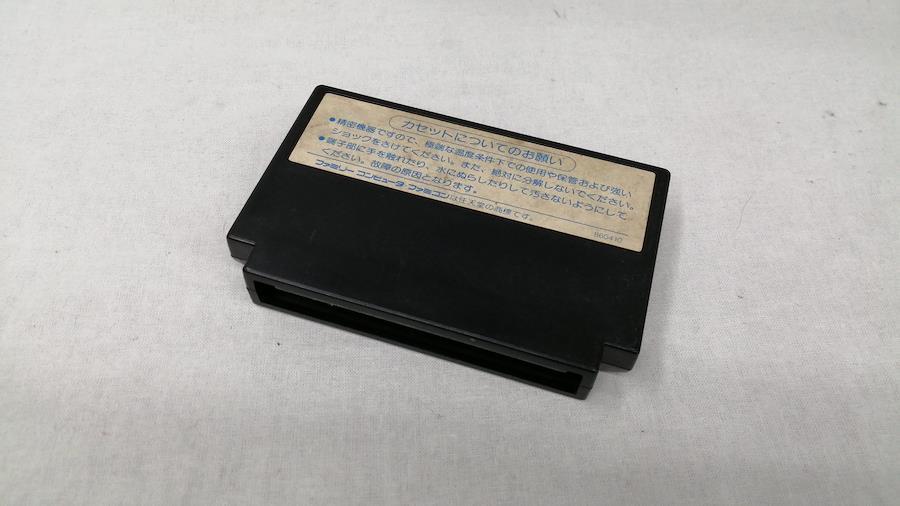 カセットについてのお願い
●精密機器ですので、極端な温度条件下での使用や保管および強い
ショックをさけてください。また、絶対に分解しないでください。
●端子部に手を触れたり、水にぬらしたりして汚さないようにして
ください。故障の原因となります。
ファミリー コンピュータ ファミコンは任天堂の商標です。
860410